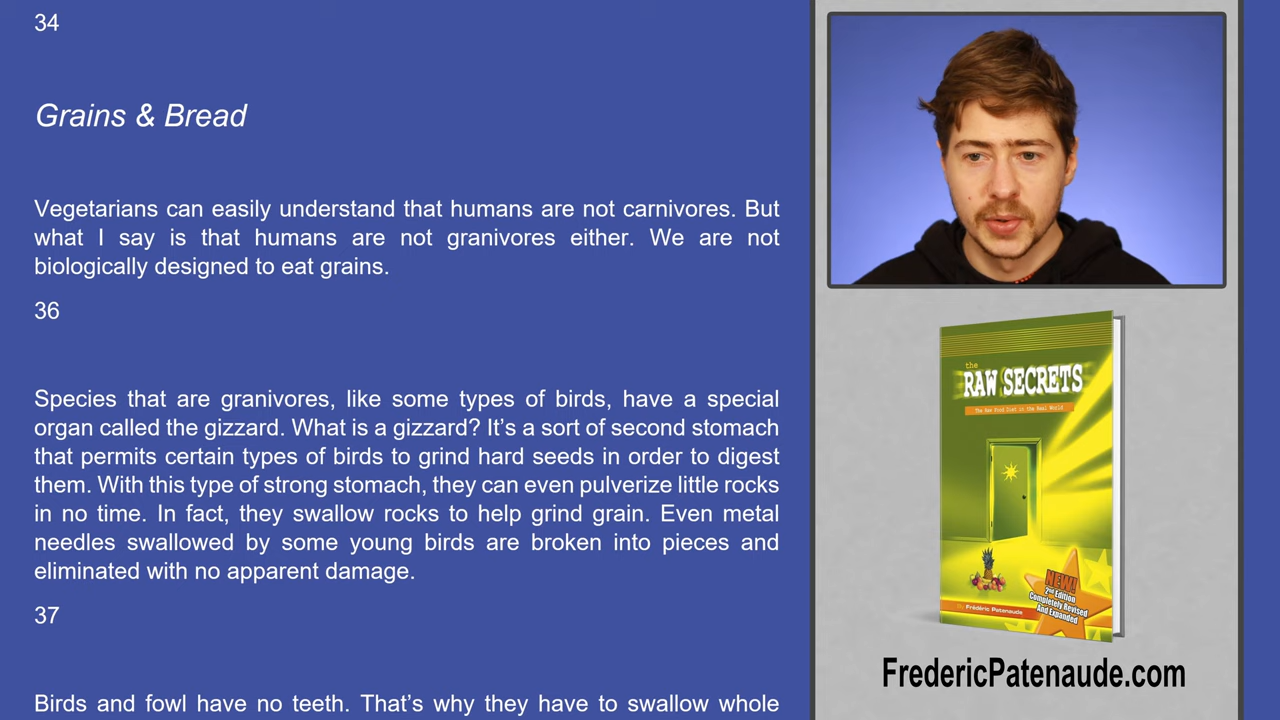 34
Grains & Bread
Vegetarians can easily understand that humans are not carnivores. But
what I say is that humans are not granivores either. We are not
biologically designed to eat grains.
36
Species that are granivores, like some types of birds, have a special
organ called the gizzard. What is a gizzard? It’s a sort of second stomach
that permits certain types of birds to grind hard seeds in order to digest
them. With this type of strong stomach, they can even pulverize little rocks
in no time. In fact, they swallow rocks to help grind grain. Even metal
needles swallowed by some young birds are broken into pieces and
eliminated with no apparent damage.
37
Birds and fowl have no teeth. That’s why they have to swallow whole
the
RAW SECRETS
The Raw Food Diet in the Real World
NEW!
2nd Edition
Completely Revised
And Expanded
By Frédéric Patenaude
FredericPatenaude.com